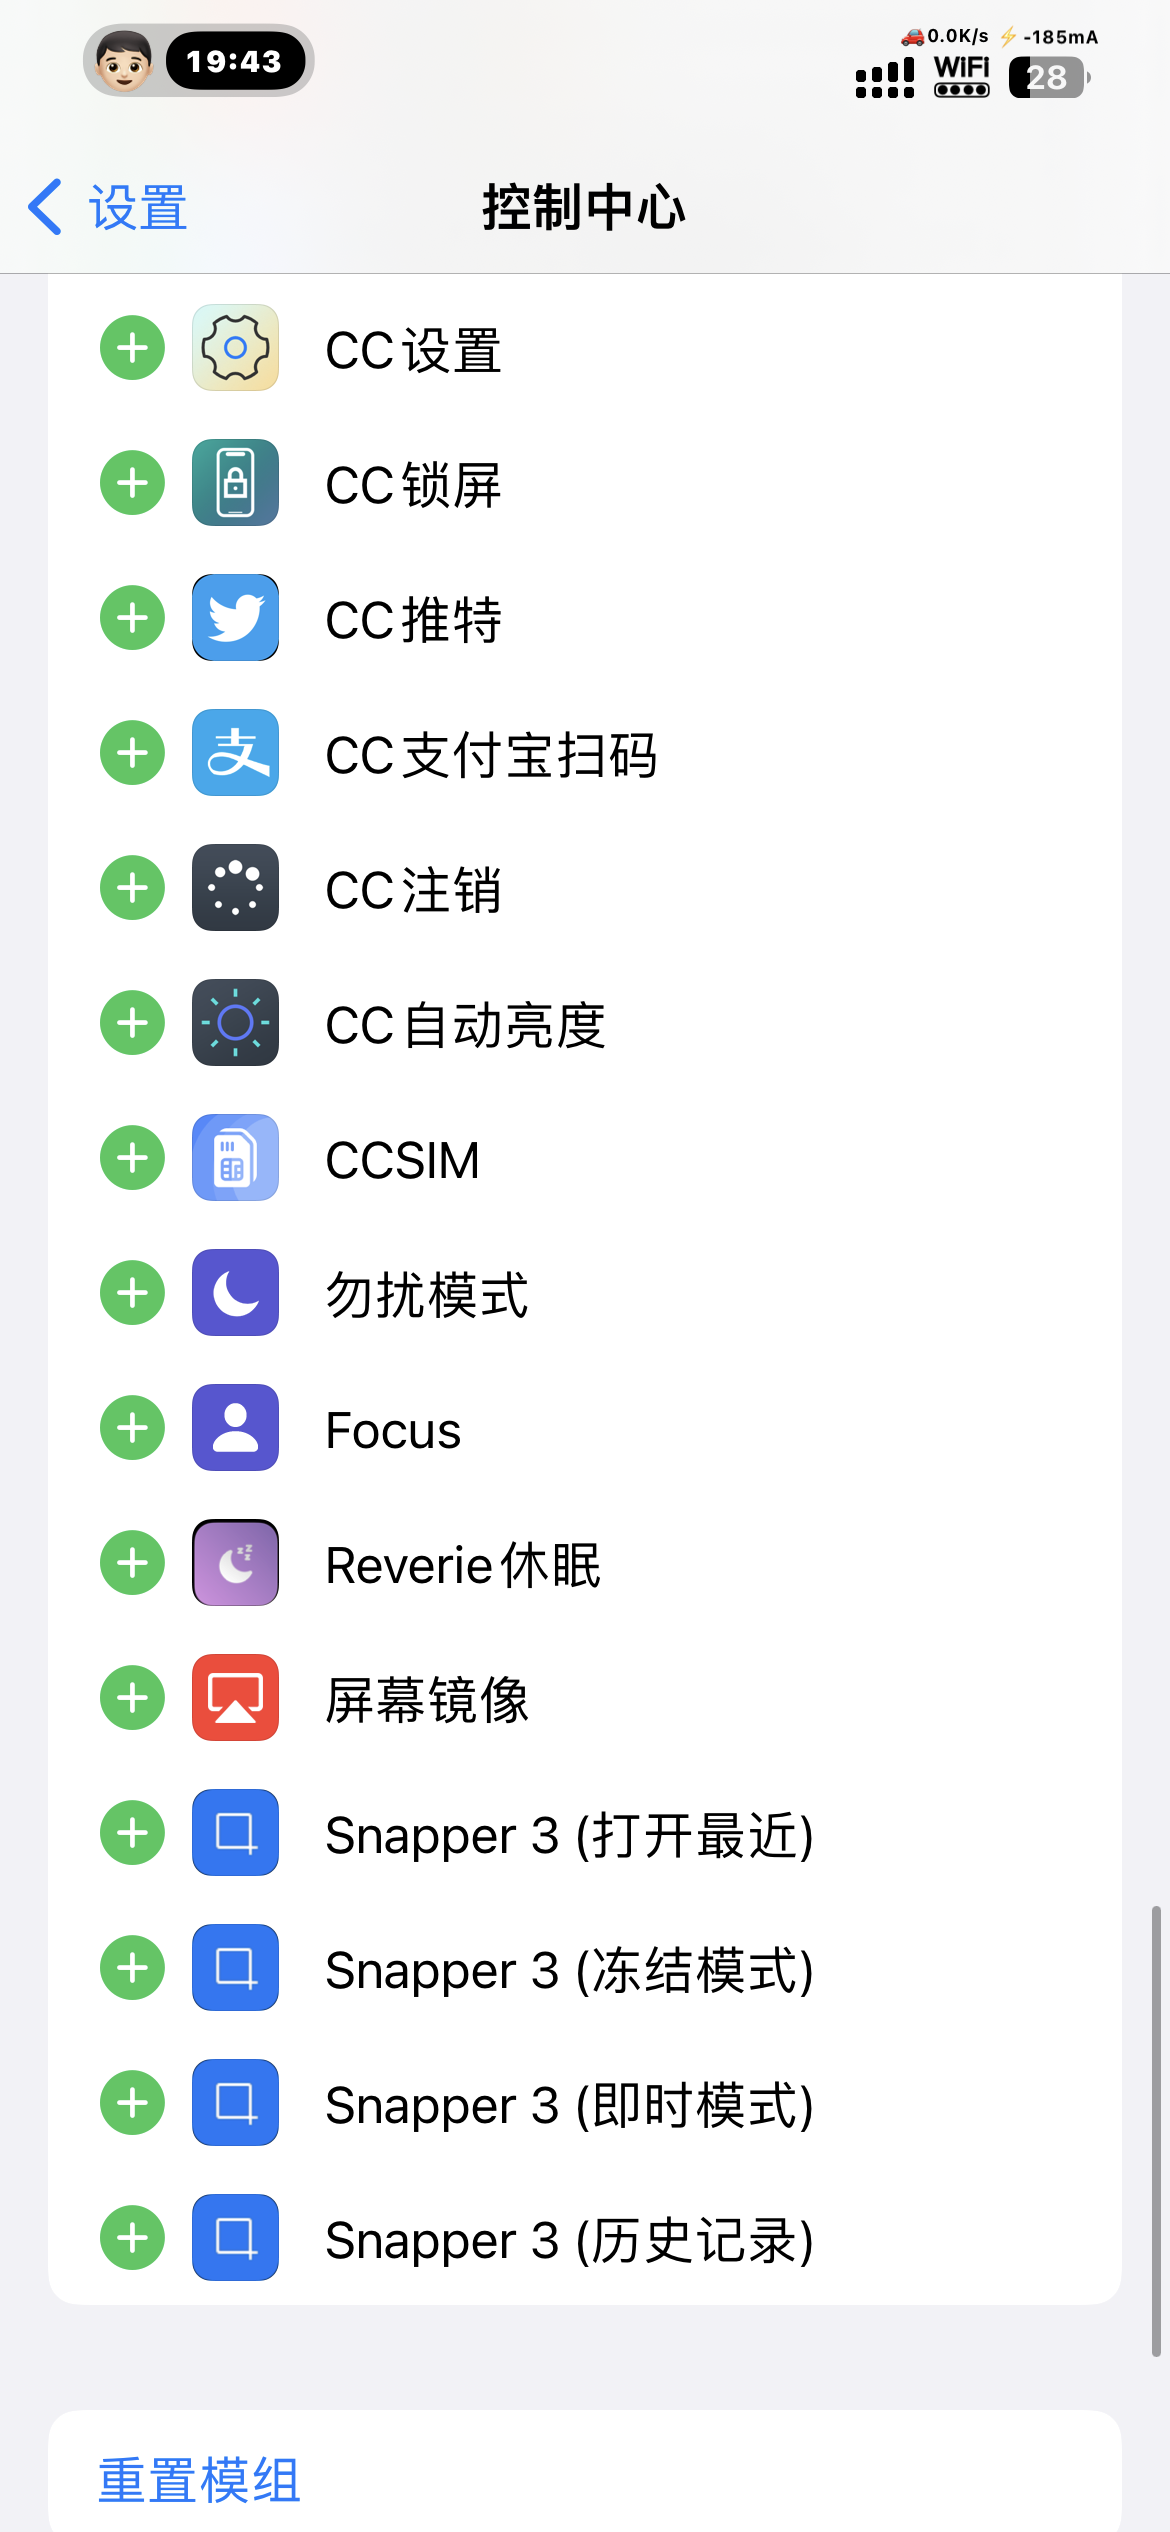 19:43
🚗0.0K/s ⚡-185mA
WiFi
28
设置
控制中心
CC设置
CC锁屏
CC推特
支
CC支付宝扫码
CC注销
CC自动亮度
CCSIM
勿扰模式
Focus
zz
Reverie休眠
屏幕镜像
Snapper 3 (打开最近)
Snapper 3 (冻结模式)
Snapper 3 (即时模式)
Snapper 3 (历史记录)
重置模组